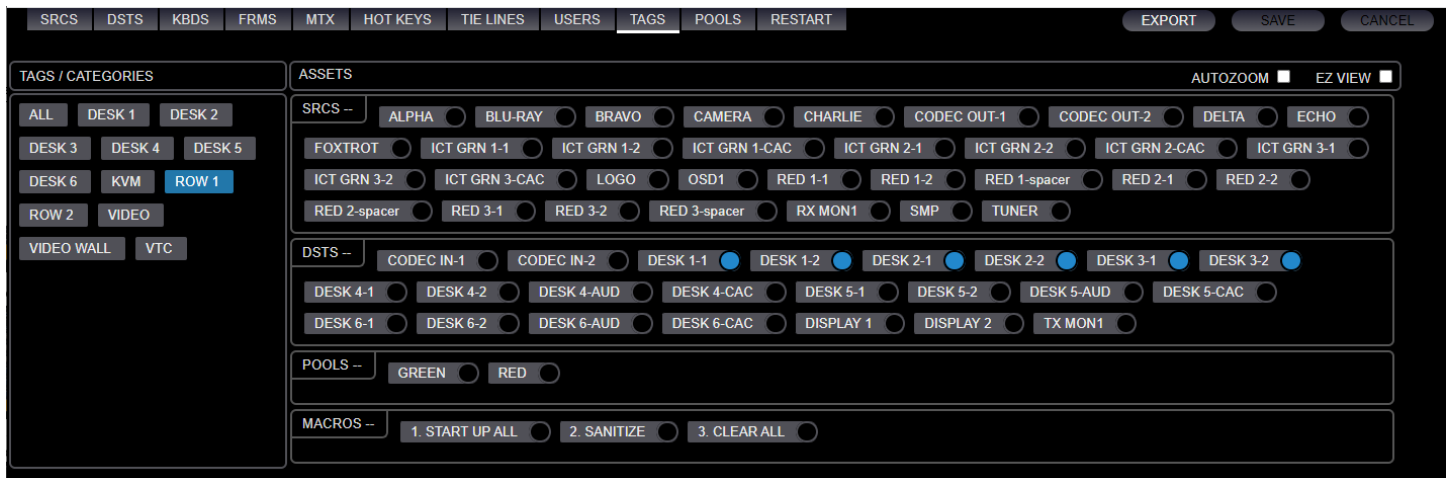 SRCS DSTS KBDS FRMS MTX HOT KEYS TIE LINES USERS TAGS POOLS RESTART EXPORT SAVE CANCEL
TAGS / CATEGORIES
ALL DESK 1 DESK 2
DESK 3 DESK 4 DESK 5
DESK 6 KVM ROW 1
ROW 2 VIDEO
VIDEO WALL VTC
ASSETS AUTOZOOM EZ VIEW
SRCS -- ALPHA BLU-RAY BRAVO CAMERA CHARLIE CODEC OUT-1 CODEC OUT-2 DELTA ECHO
FOXTROT ICT GRN 1-1 ICT GRN 1-2 ICT GRN 1-CAC ICT GRN 2-1 ICT GRN 2-2 ICT GRN 2-CAC ICT GRN 3-1
ICT GRN 3-2 ICT GRN 3-CAC LOGO OSD1 RED 1-1 RED 1-2 RED 1-spacer RED 2-1 RED 2-2
RED 2-spacer RED 3-1 RED 3-2 RED 3-spacer RX MON1 SMP TUNER
DSTS -- CODEC IN-1 CODEC IN-2 DESK 1-1 DESK 1-2 DESK 2-1 DESK 2-2 DESK 3-1 DESK 3-2
DESK 4-1 DESK 4-2 DESK 4-AUD DESK 4-CAC DESK 5-1 DESK 5-2 DESK 5-AUD DESK 5-CAC
DESK 6-1 DESK 6-2 DESK 6-AUD DESK 6-CAC DISPLAY 1 DISPLAY 2 TX MON1
POOLS -- GREEN RED
MACROS -- 1. START UP ALL 2. SANITIZE 3. CLEAR ALL